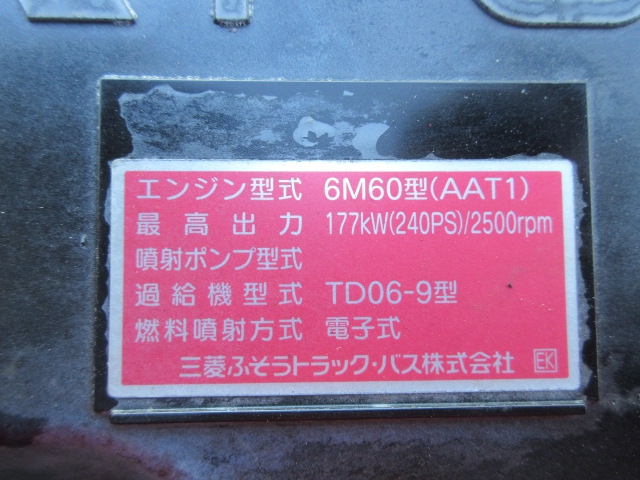 エンジン型式 6M60型(AAT1)
最高出力 177kW(240PS)/2500rpm
噴射ポンプ型式
過給機型式 TD06-9型
燃料噴射方式 電子式
三菱ふそうトラック・バス株式会社 EK